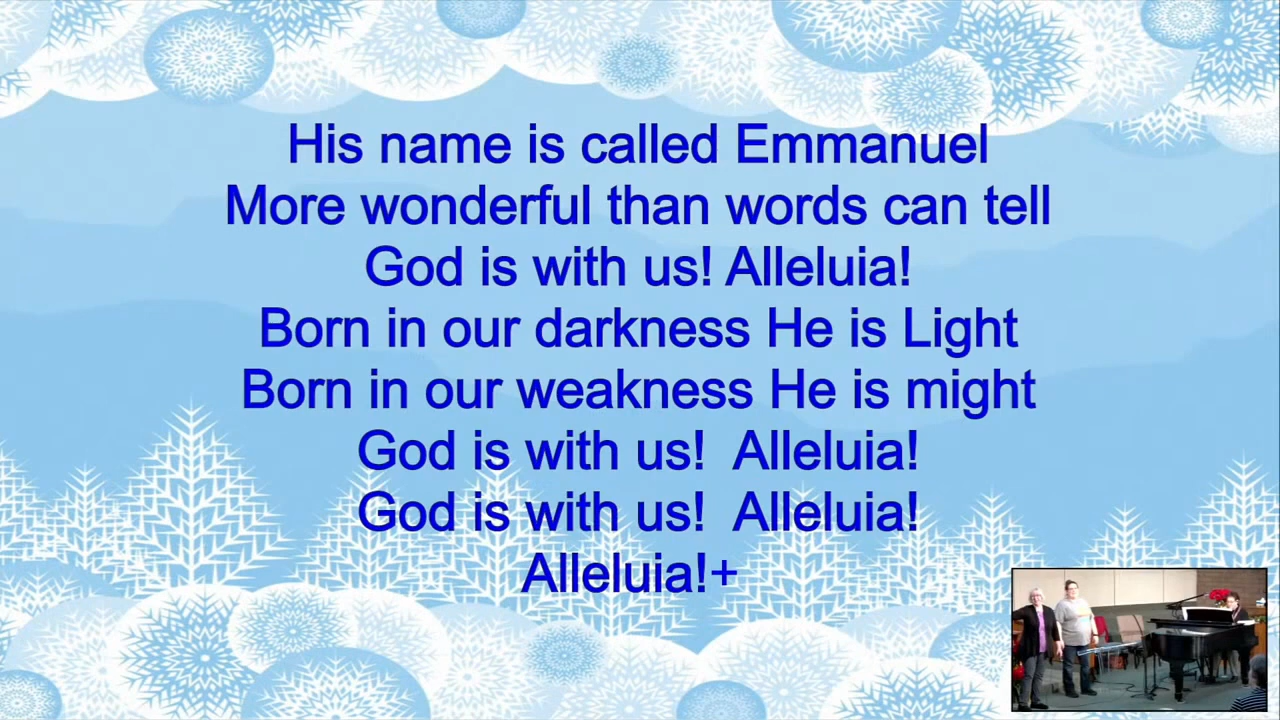 His name is called Emmanuel
More wonderful than words can tell
God is with us! Alleluia!
Born in our darkness He is Light
Born in our weakness He is might
God is with us!  Alleluia!
God is with us!  Alleluia!
Alleluia!+